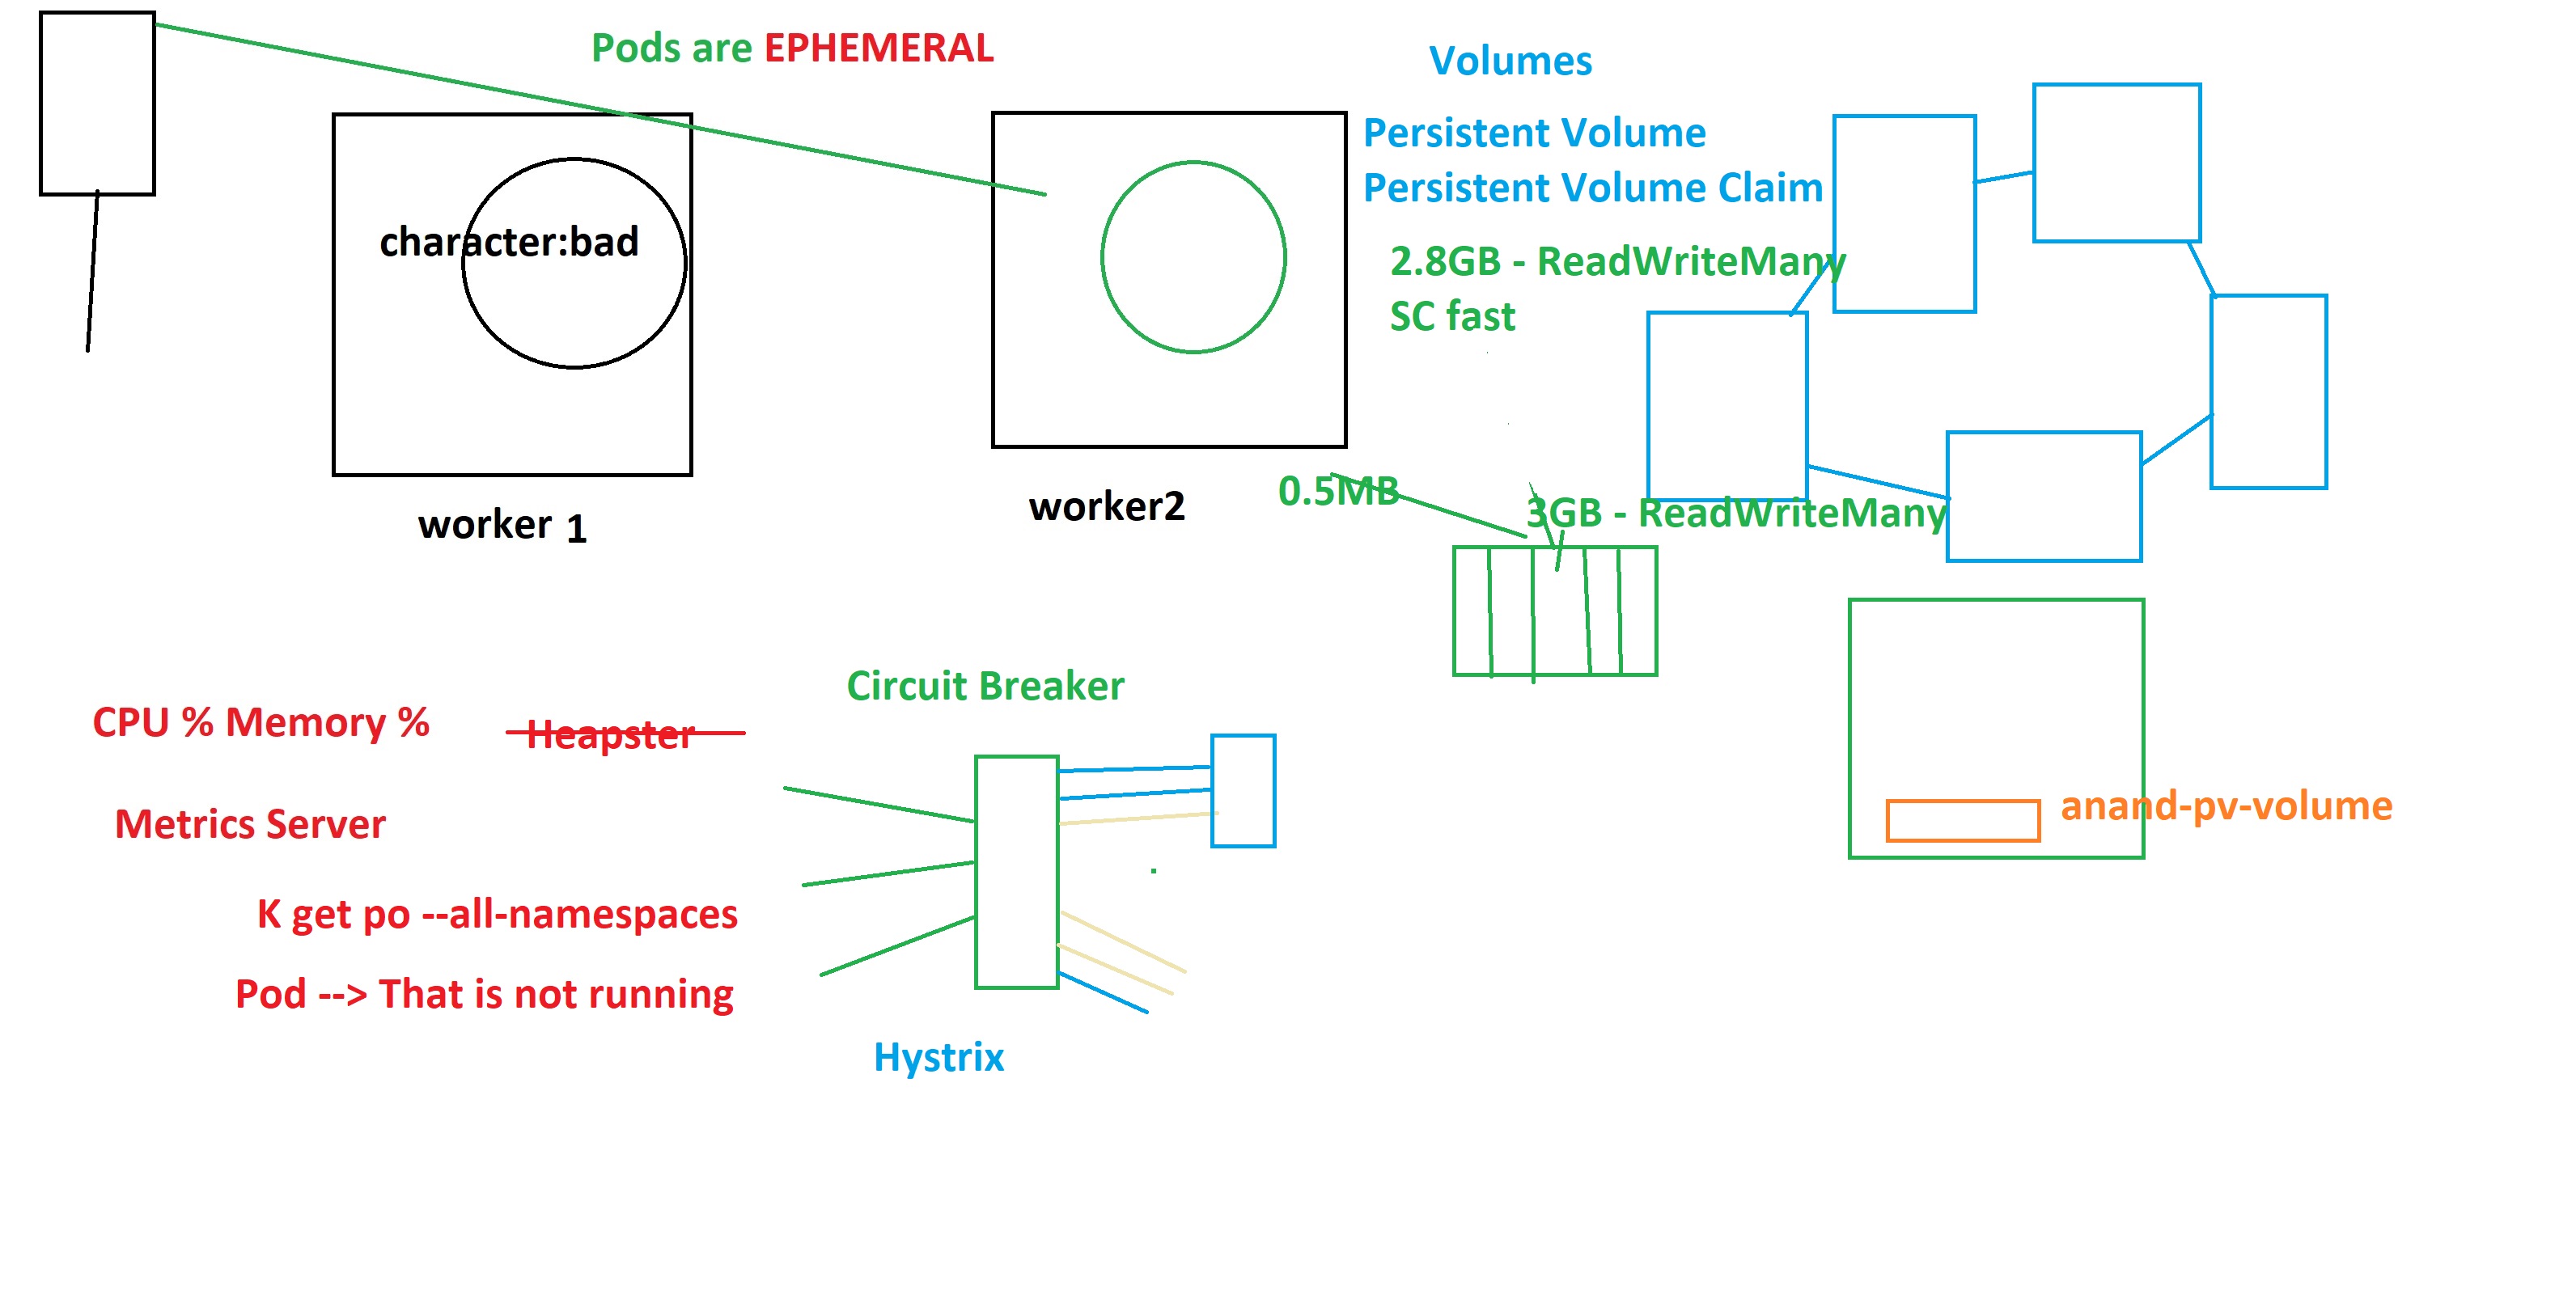 Pods are EPHEMERAL
Volumes
Persistent Volume
Persistent Volume Claim
character:bad
2.8GB - ReadWriteMany
SC fast
worker 1
worker2
0.5MB
3GB - ReadWriteMany
Circuit Breaker
CPU % Memory %
Heapster
Metrics Server
K get po --all-namespaces
Pod --> That is not running
Hystrix
anand-pv-volume